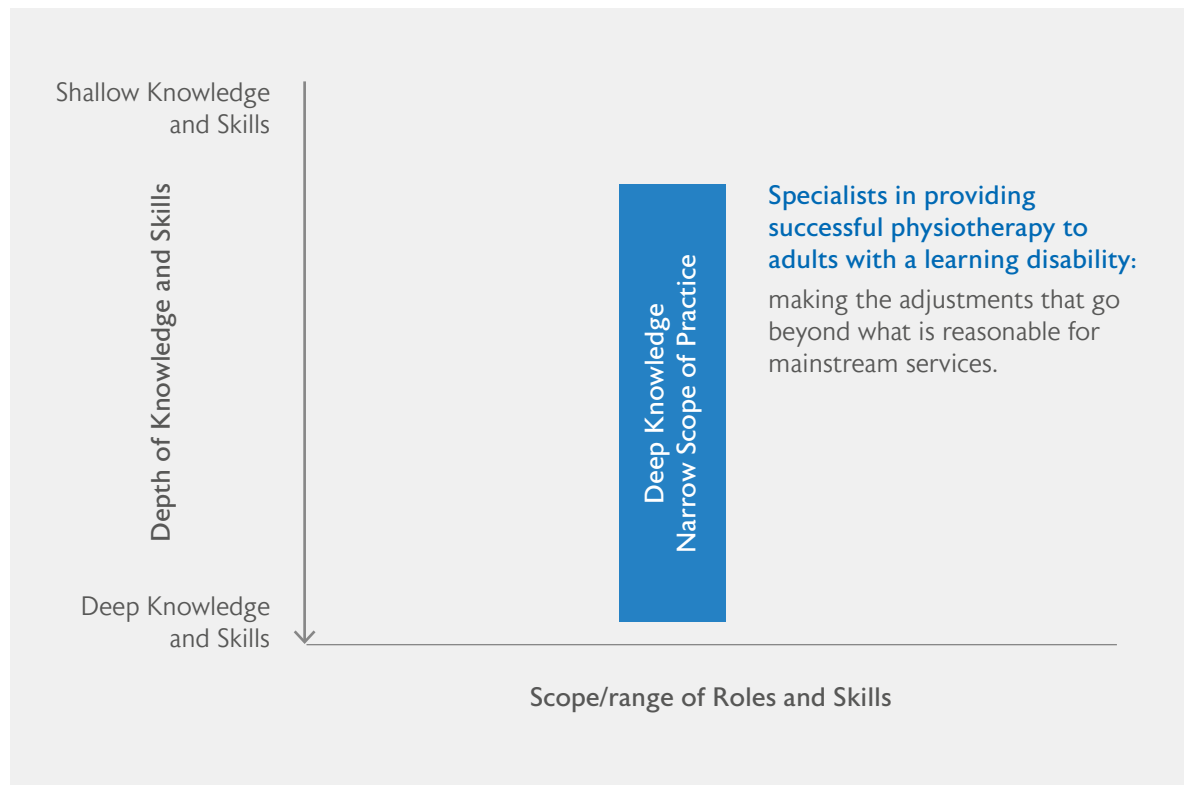 Shallow Knowledge
and Skills
Depth of Knowledge and Skills
Deep Knowledge
and Skills
Deep Knowledge
Narrow Scope of Practice
Specialists in providing
successful physiotherapy to
adults with a learning disability:
making the adjustments that go
beyond what is reasonable for
mainstream services.
Scope/range of Roles and Skills